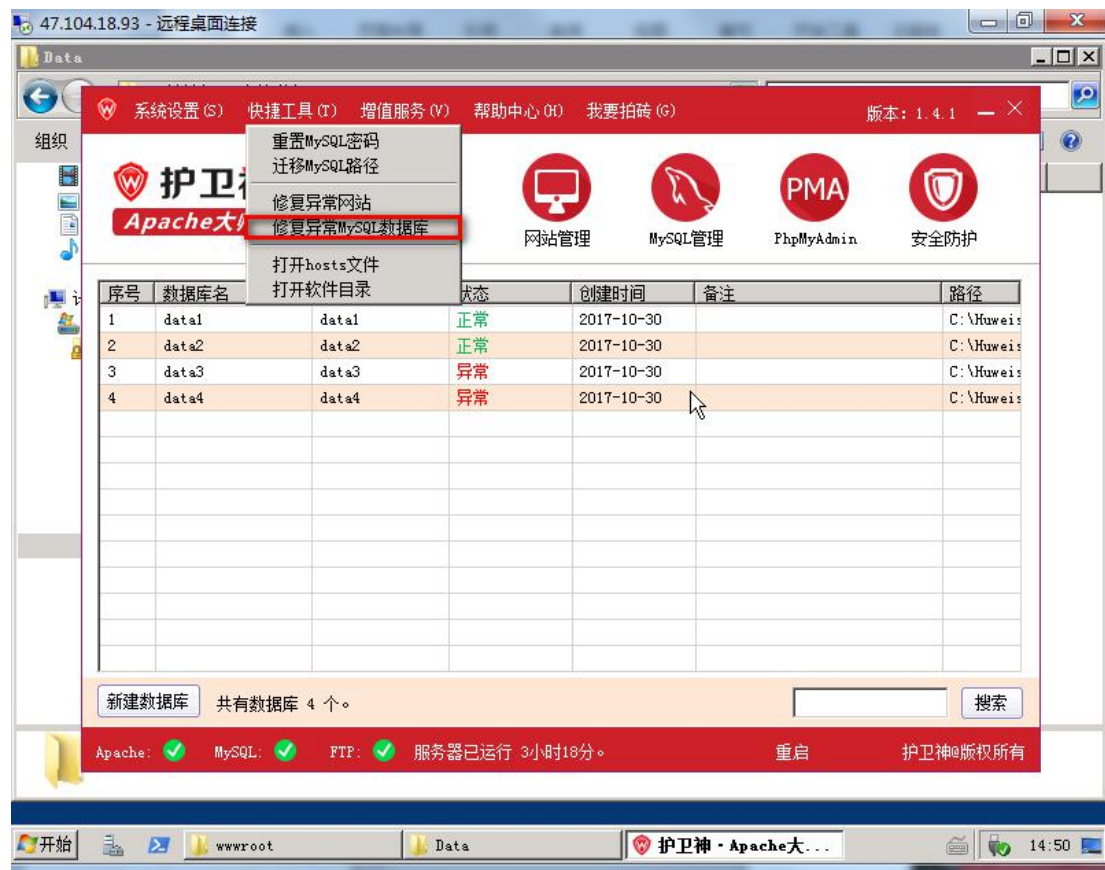 47.104.18.93 - 远程桌面连接
Data
系统设置(S) 快捷工具(T) 增值服务(V) 帮助中心(H) 我要拍砖(G) 版本：1.4.1
组织
重置MySQL密码
迁移MySQL路径
修复异常网站
修复异常MySQL数据库
打开hosts文件
打开软件目录
护卫
Apache大
PMA
网站管理 MySQL管理 PhpMyAdmin 安全防护
序号 数据库名 状态 创建时间 备注 路径
1 data1 data1 正常 2017-10-30 C:\Huweis
2 data2 data2 正常 2017-10-30 C:\Huweis
3 data3 data3 异常 2017-10-30 C:\Huweis
4 data4 data4 异常 2017-10-30 C:\Huweis
新建数据库 共有数据库 4 个。 搜索
Apache: MySQL: FTP: 服务器已运行 3小时18分。 重启 护卫神@版权所有
开始 wwwroot Data 护卫神·Apache大... 14:50